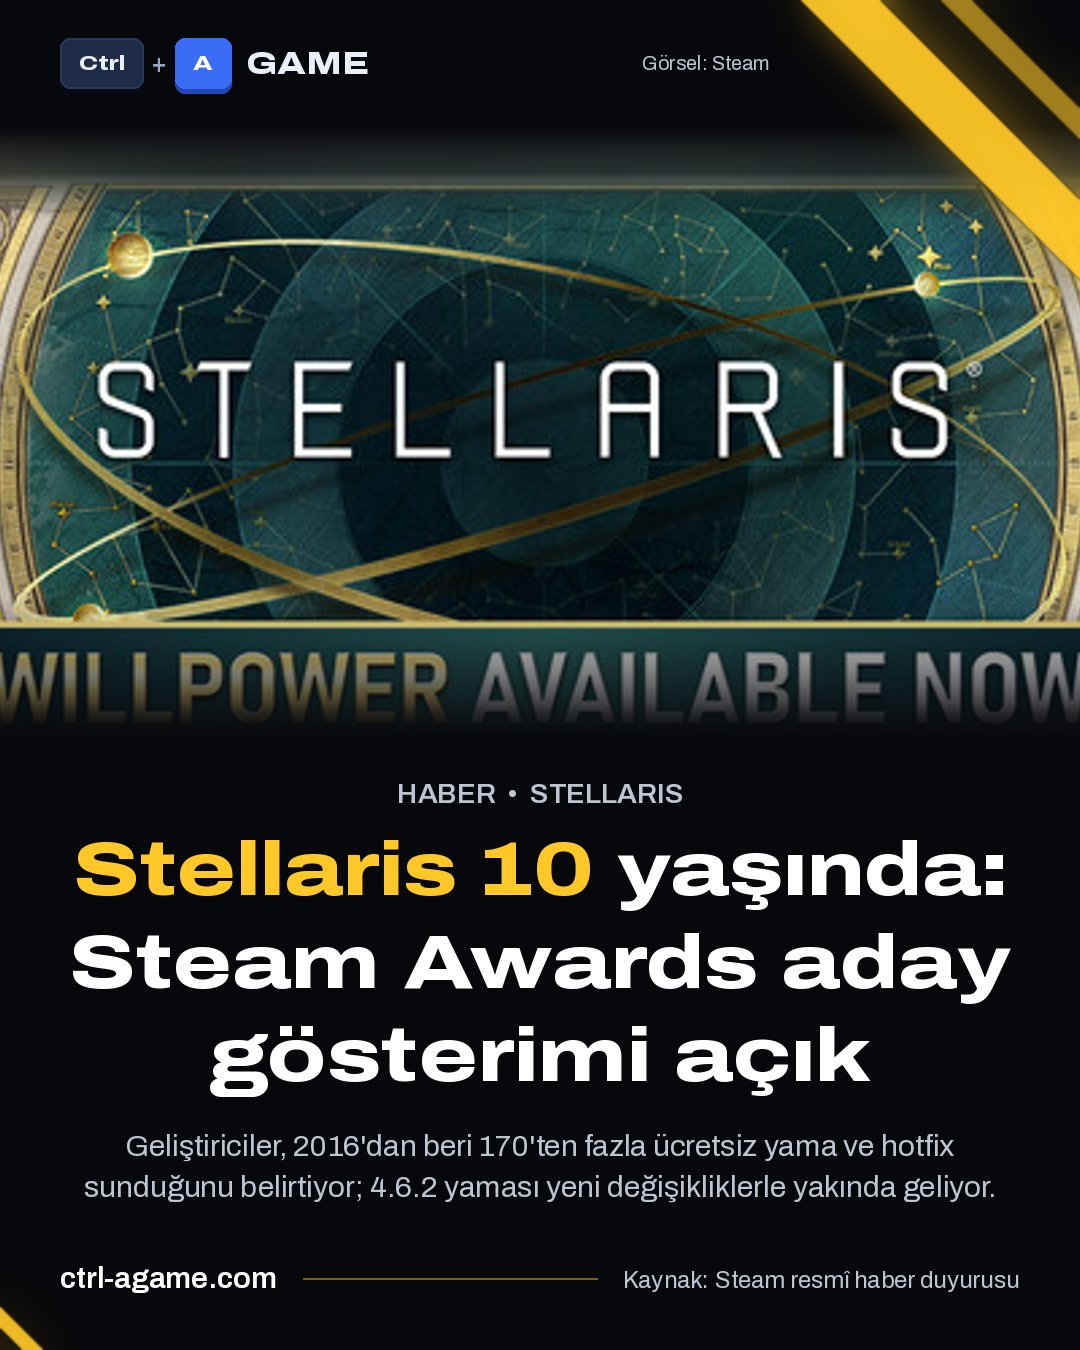 Ctrl + A GAME
Görsel: Steam
STELLARIS®
WILLPOWER AVAILABLE NOW
HABER • STELLARIS
Stellaris 10 yaşında:
Steam Awards aday
gösterimi açık
Geliştiriciler, 2016'dan beri 170'ten fazla ücretsiz yama ve hotfix
sunduğunu belirtiyor; 4.6.2 yaması yeni değişikliklerle yakında geliyor.
ctrl-agame.com
Kaynak: Steam resmî haber duyurusu